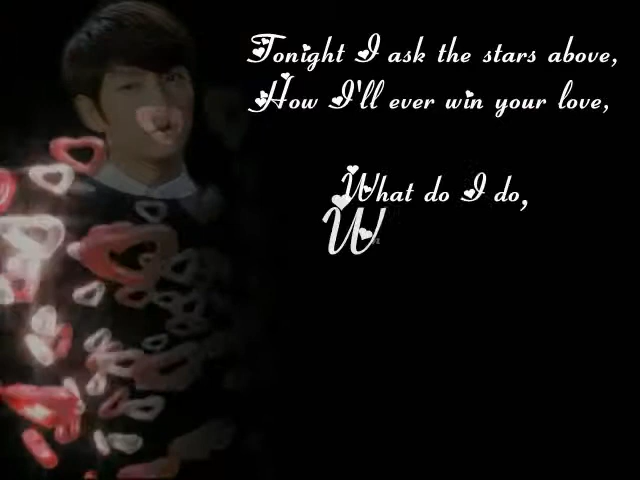 Tonight I ask the stars above,
How I'll ever win your love,
What do I do,
W